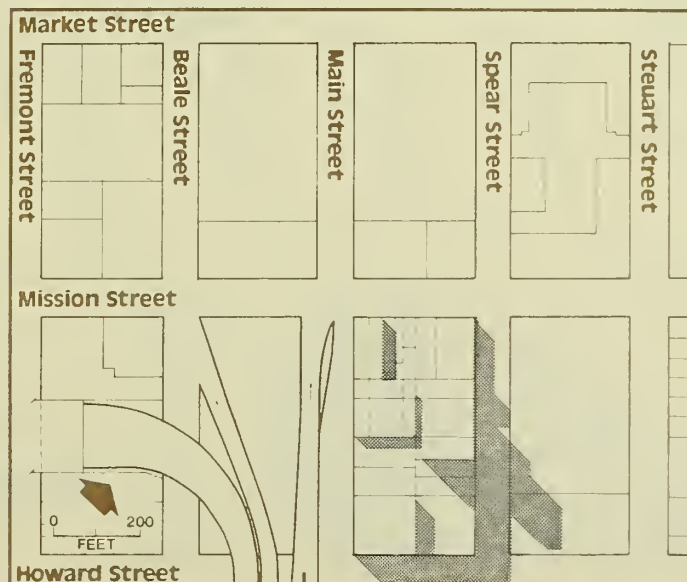 Market Street
Fremont Street
Beale Street
Main Street
Spear Street
Steuart Street
Mission Street
0 200
FEET
Howard Street